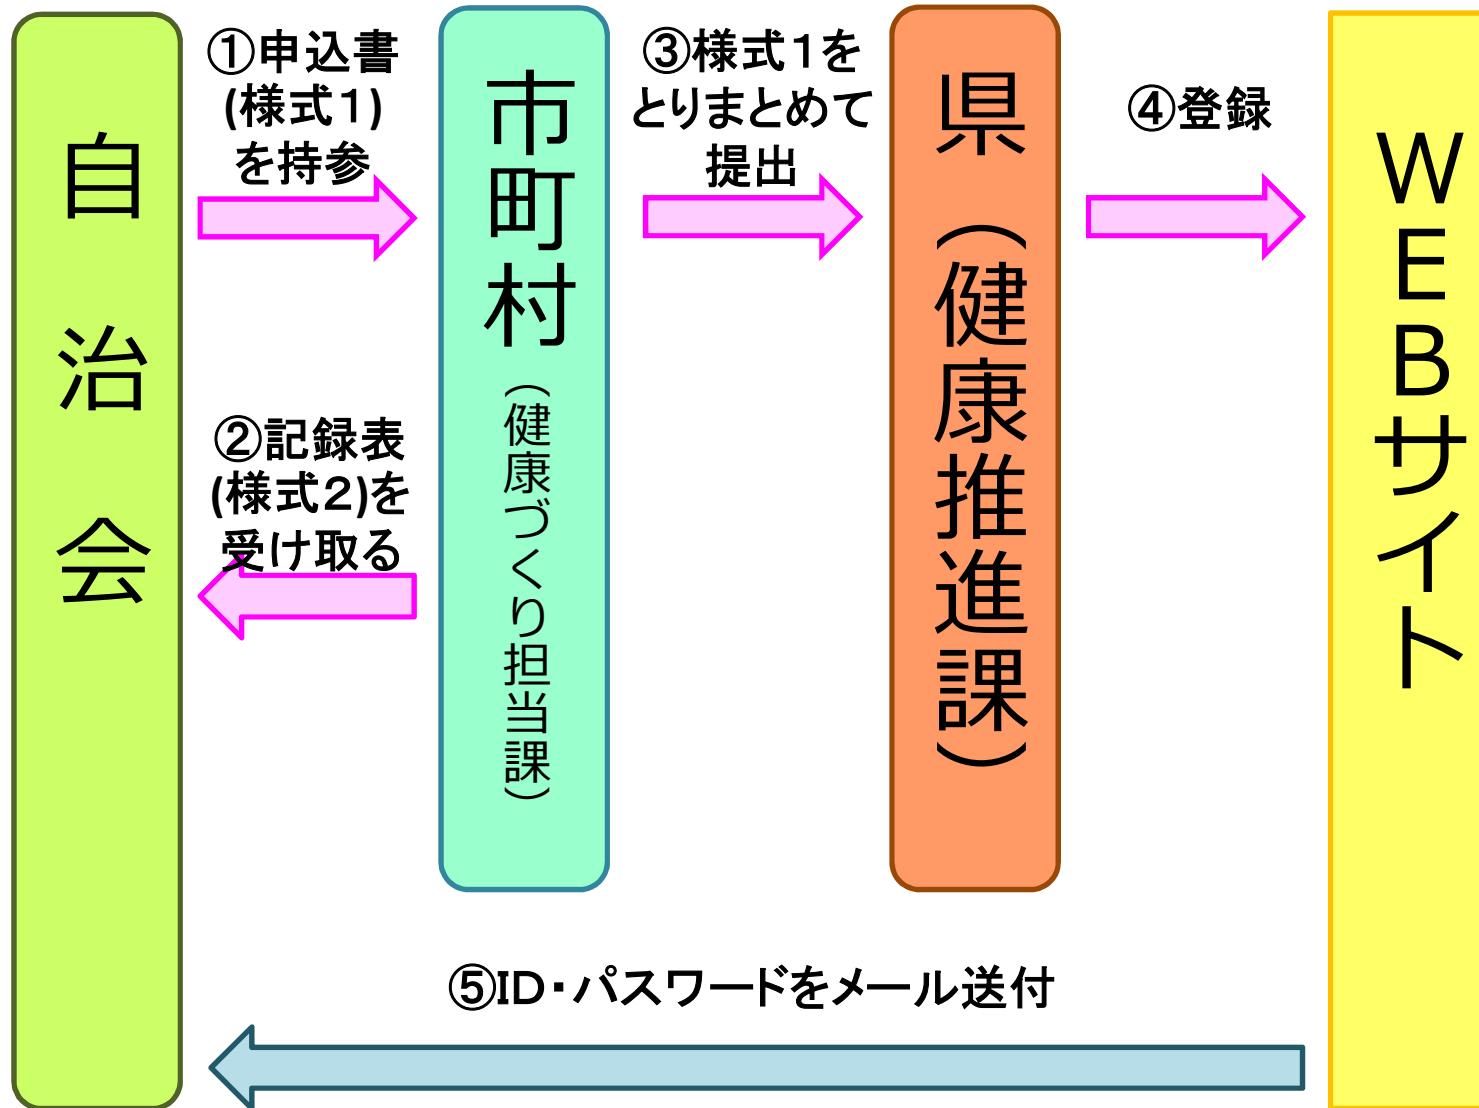 自治会
①申込書
(様式１)
を持参
②記録表
(様式２)を
受け取る
市町村（健康づくり担当課）
③様式１を
とりまとめて
提出
県（健康推進課）
④登録
ＷＥＢサイト
⑤ID・パスワードをメール送付